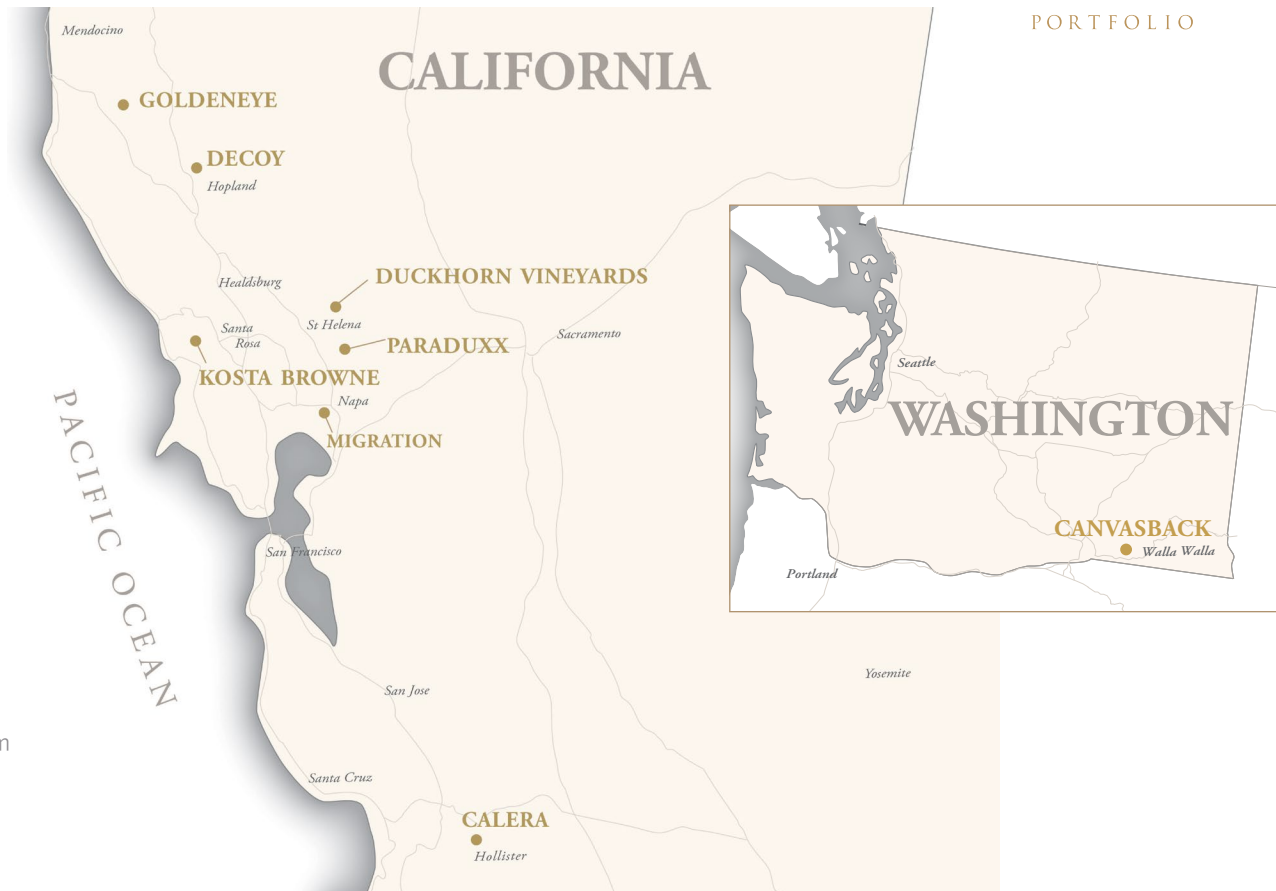 PORTFOLIO
Mendocino
CALIFORNIA
GOLDENEYE
DECOY
Hopland
DUCKHORN VINEYARDS
Healdsburg
St Helena
Santa
Rosa
Sacramento
PARADUXX
KOSTA BROWNE
Napa
MIGRATION
PACIFIC OCEAN
San Francisco
San Jose
Santa Cruz
CALERA
Hollister
Yosemite
Seattle
WASHINGTON
CANVASBACK
Walla Walla
Portland